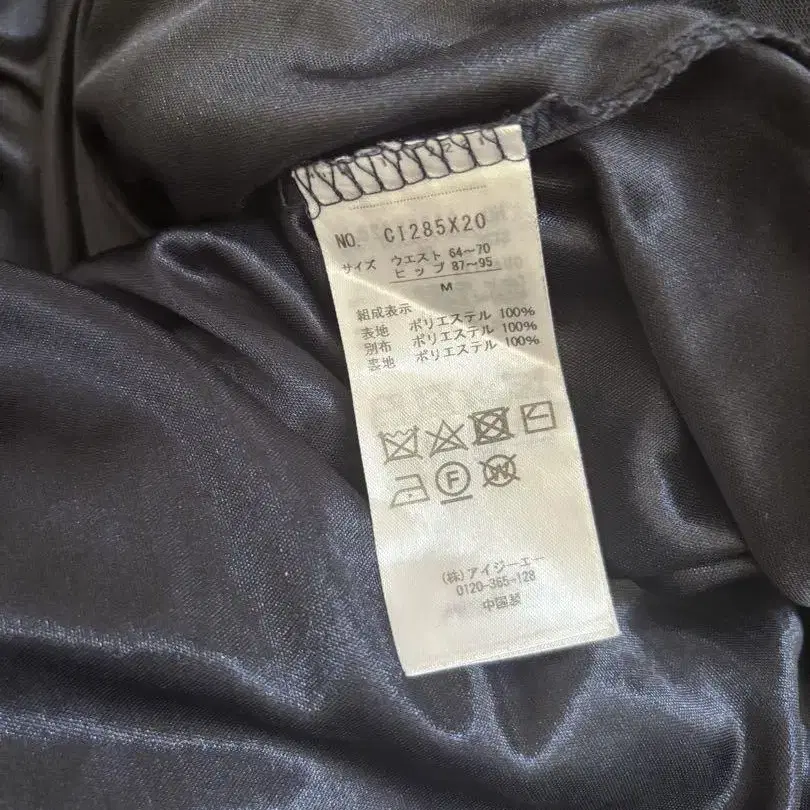 NO. CI285X20
サイズ ウエスト 64~70
ヒップ 87~95
M
組成表示
表地 ポリエステル 100%
別布 ポリエステル 100%
裏地 ポリエステル 100%
F
W
(株)アイジーエー
0120-365-128
中国製